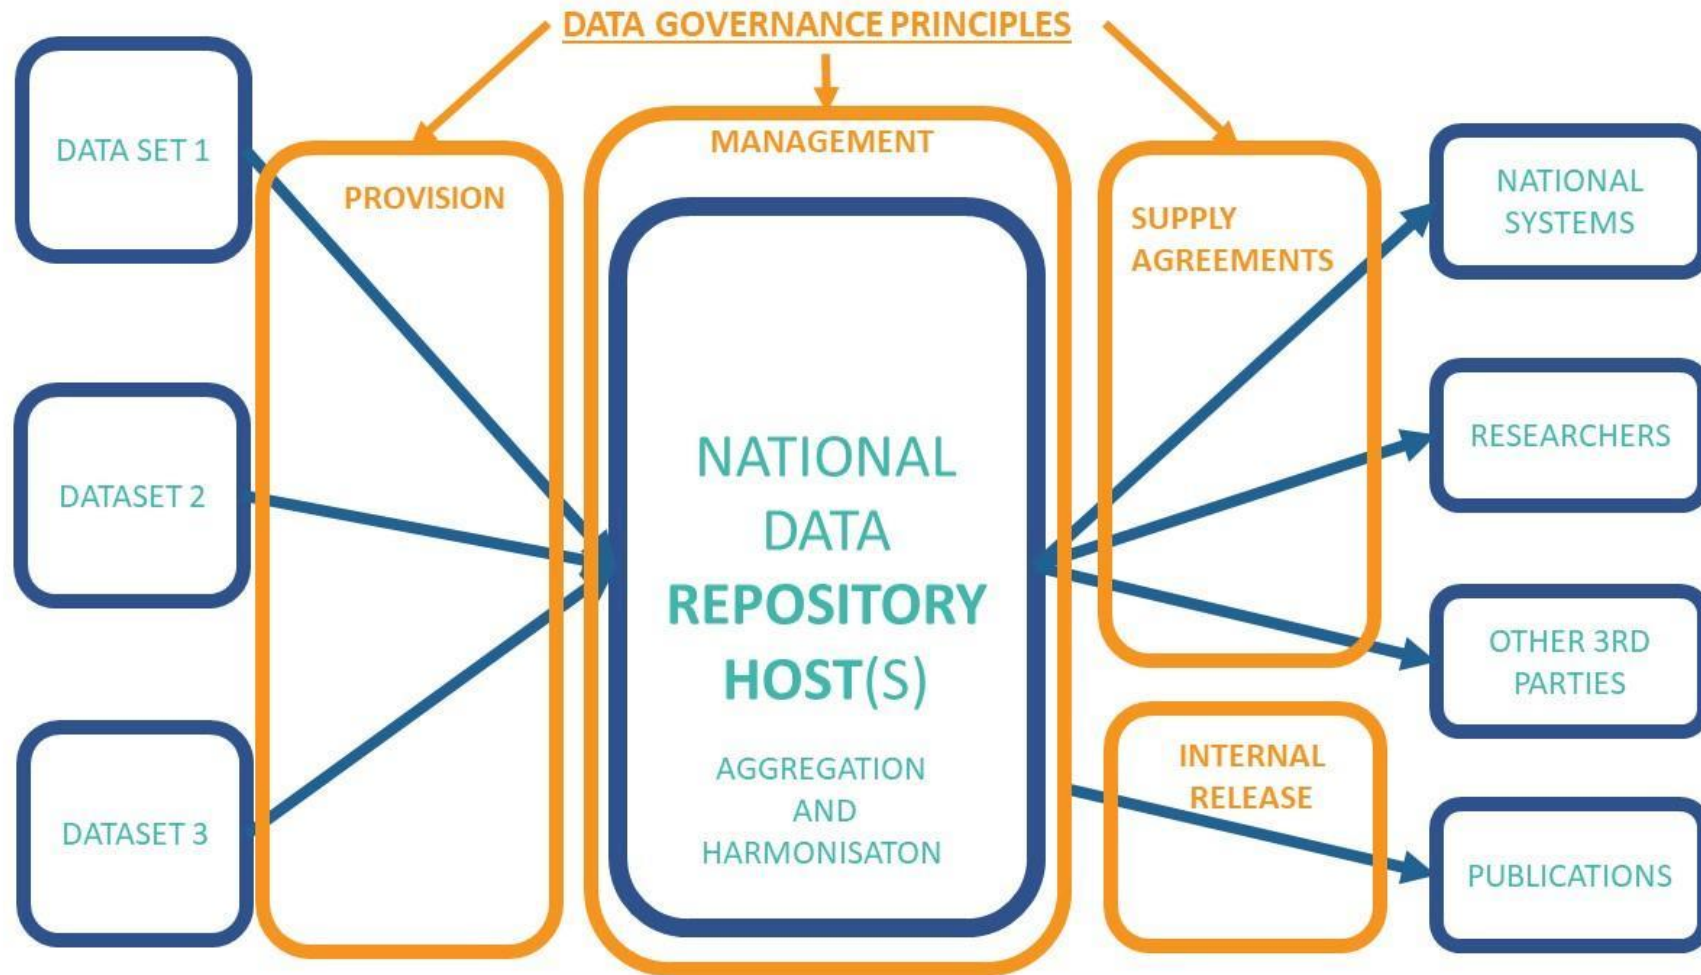 DATA GOVERNANCE PRINCIPLES
DATA SET 1
DATASET 2
DATASET 3
PROVISION
MANAGEMENT
NATIONAL
DATA
REPOSITORY
HOST(S)
AGGREGATION
AND
HARMONISATON
SUPPLY
AGREEMENTS
INTERNAL
RELEASE
NATIONAL
SYSTEMS
RESEARCHERS
OTHER 3RD
PARTIES
PUBLICATIONS